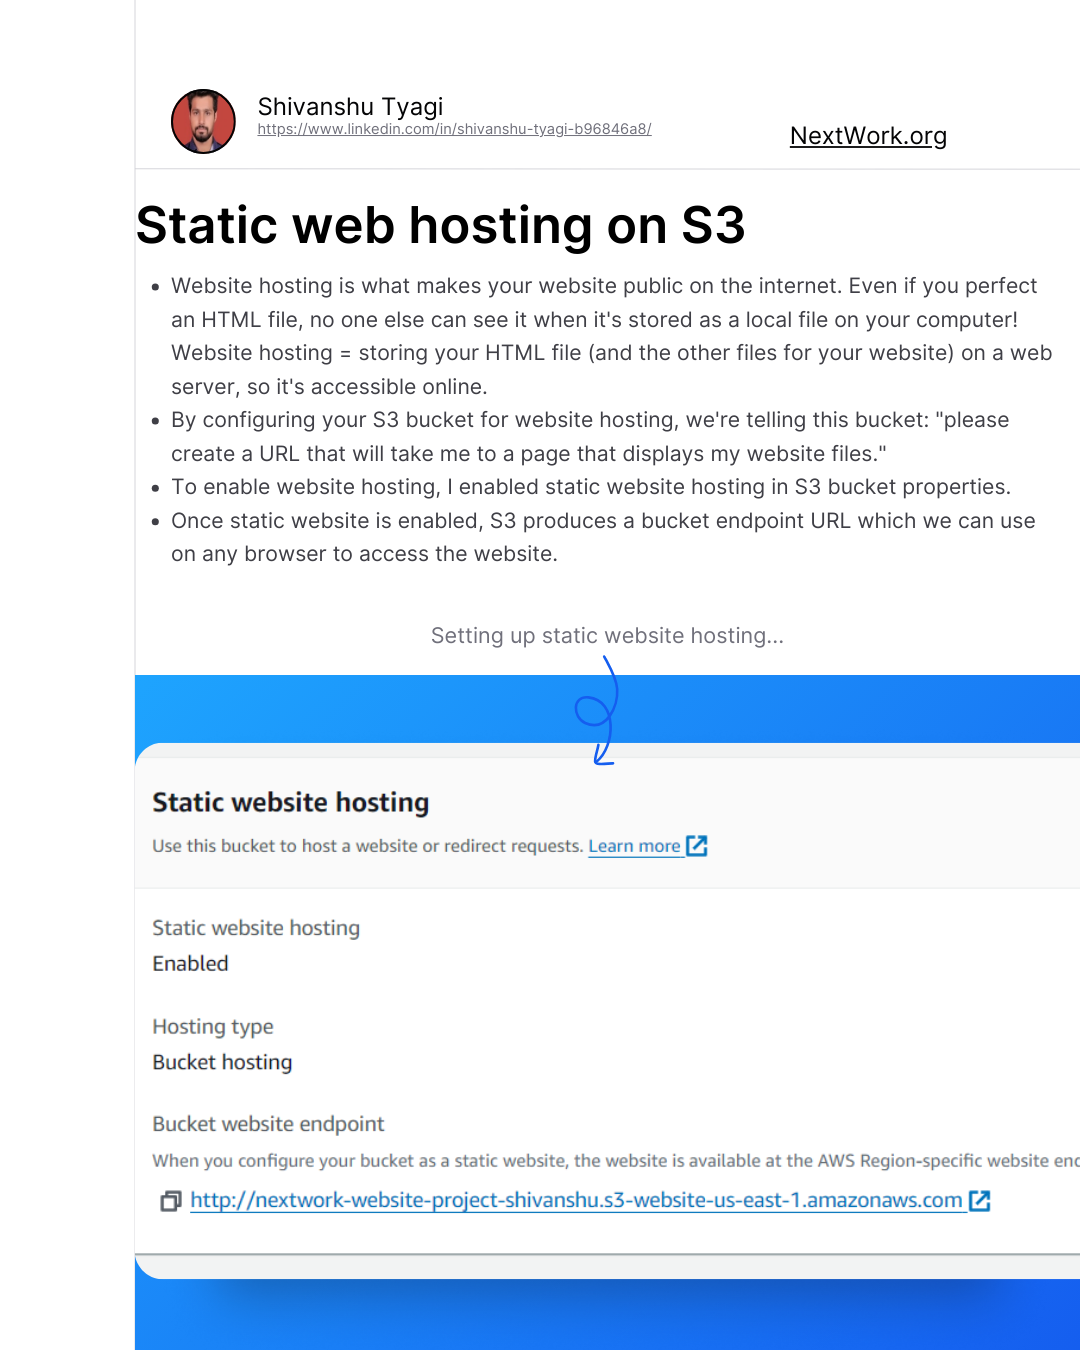 Shivanshu Tyagi
https://www.linkedin.com/in/shivanshu-tyagi-b96846a8/
NextWork.org
Static web hosting on S3
• Website hosting is what makes your website public on the internet. Even if you perfect
an HTML file, no one else can see it when it's stored as a local file on your computer!
Website hosting = storing your HTML file (and the other files for your website) on a web
server, so it's accessible online.
• By configuring your S3 bucket for website hosting, we're telling this bucket: "please
create a URL that will take me to a page that displays my website files."
• To enable website hosting, I enabled static website hosting in S3 bucket properties.
• Once static website is enabled, S3 produces a bucket endpoint URL which we can use
on any browser to access the website.
Setting up static website hosting...
Static website hosting
Use this bucket to host a website or redirect requests. Learn more
Static website hosting
Enabled
Hosting type
Bucket hosting
Bucket website endpoint
When you configure your bucket as a static website, the website is available at the AWS Region-specific website
http://nextwork-website-project-shivanshu.s3-website-us-east-1.amazonaws.com